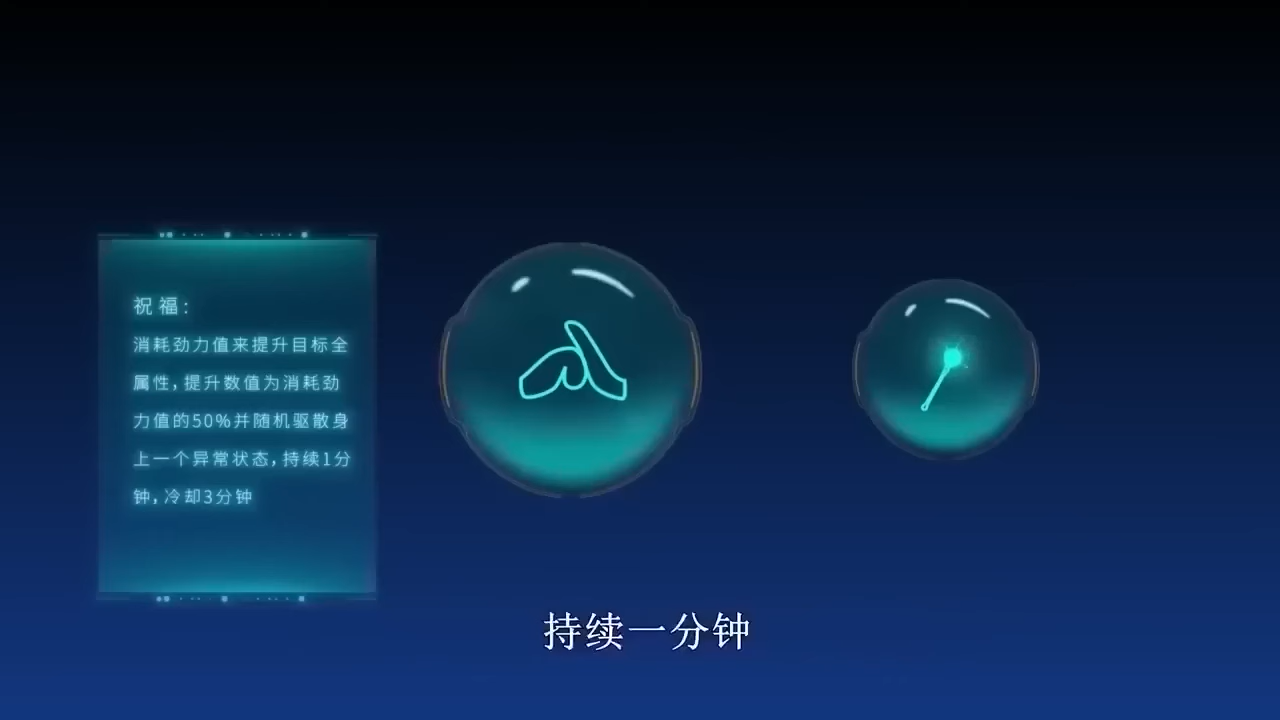 祝福：
消耗劲力值来提升目标全
属性，提升数值为消耗劲
力值的50%并随机驱散身
上一个异常状态，持续1分
钟，冷却3分钟
持续一分钟